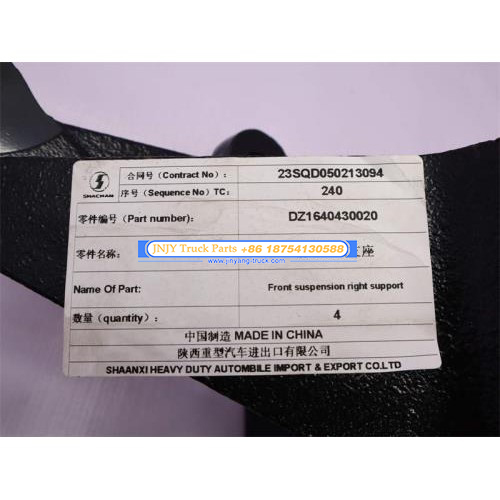 SHACMAN
合同号（Contract No）: 23SQD050213094
序号（Sequence No）TC: 240
零件编号（Part number）: DZ1640430020
零件名称: 支座
JNJY Truck Parts +86 18754130588
www.jinyang-truck.com
Name Of Part: Front suspension right support
数量（quantity）: 4
中国制造 MADE IN CHINA
陕西重型汽车进出口有限公司
SHAANXI HEAVY DUTY AUTOMBILE IMPORT & EXPORT CO.LTD